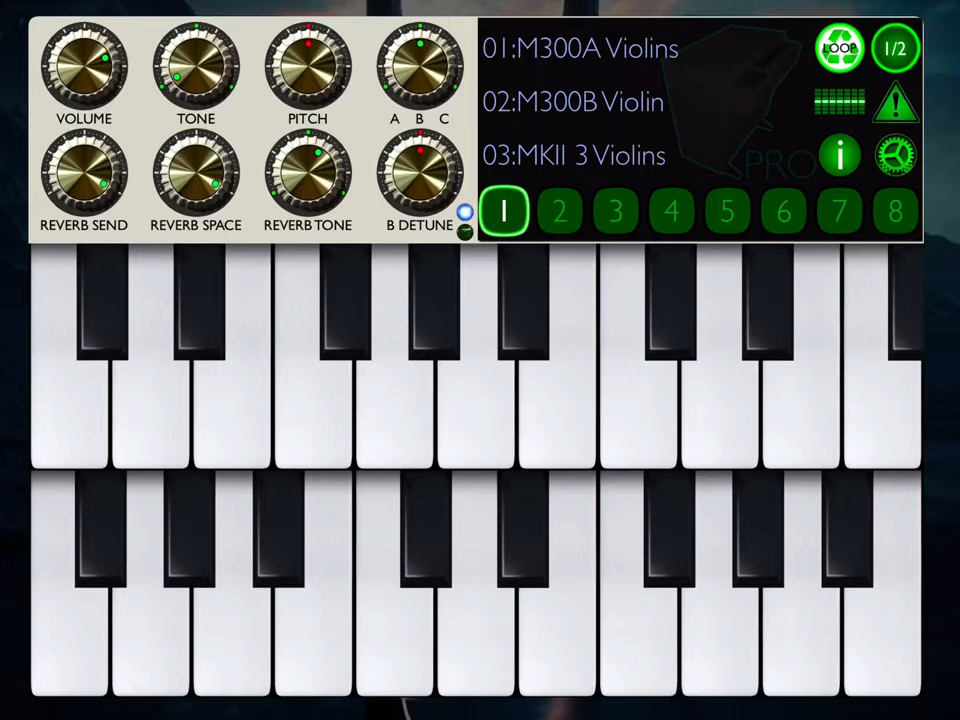 VOLUME TONE PITCH A B C
REVERB SEND REVERB SPACE REVERB TONE B DETUNE
01:M300A Violins
LOOP 1/2
02:M300B Violin
!
03:MKII 3 Violins
PRO i
1 2 3 4 5 6 7 8